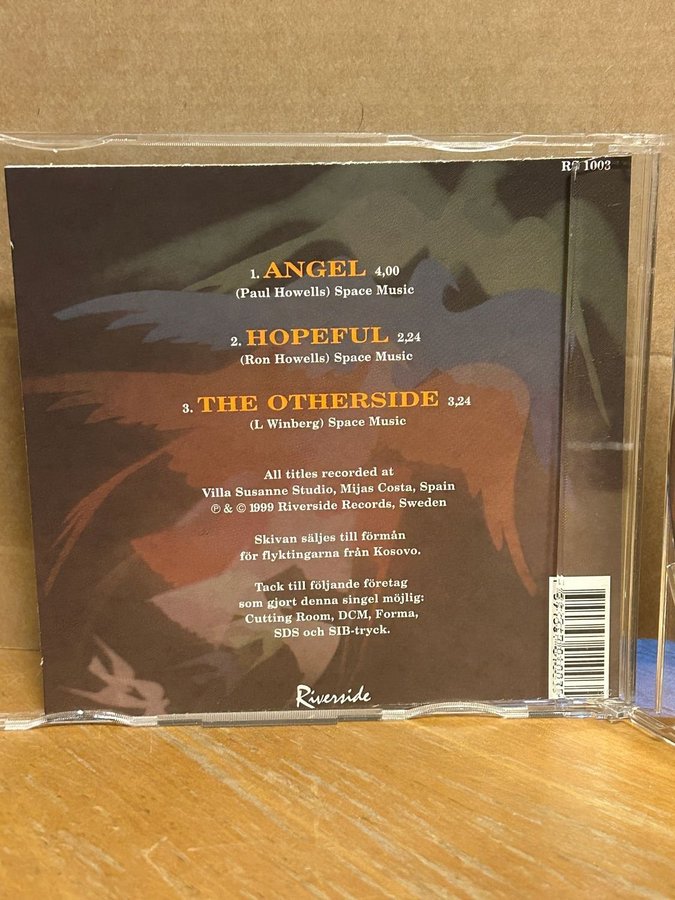 RS 1003
1. ANGEL 4,00
(Paul Howells) Space Music
2. HOPEFUL 2,24
(Ron Howells) Space Music
3. THE OTHERSIDE 3,24
(L Winberg) Space Music
All titles recorded at
Villa Susanne Studio, Mijas Costa, Spain
℗ & © 1999 Riverside Records, Sweden
Skivan säljes till förmån
för flyktingarna från Kosovo.
Tack till följande företag
som gjort denna singel möjlig:
Cutting Room, DCM, Forma,
SDS och SIB-tryck.
Riverside